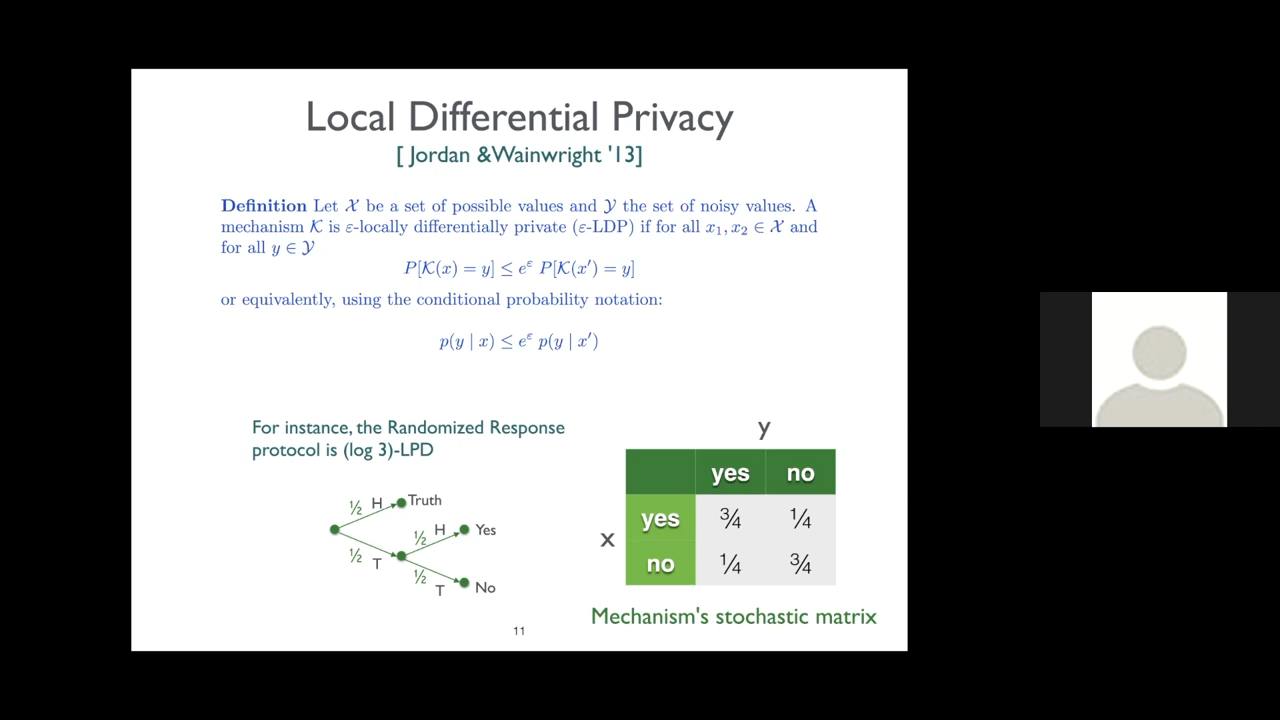 Local Differential Privacy
[ Jordan &Wainwright '13]
Definition Let 𝒳 be a set of possible values and 𝒴 the set of noisy values. A
mechanism 𝒦 is ε-locally differentially private (ε-LDP) if for all x₁, x₂ ∈ 𝒳 and
for all y ∈ 𝒴
P[𝒦(x) = y] ≤ e^ε P[𝒦(x′) = y]
or equivalently, using the conditional probability notation:
p(y | x) ≤ e^ε p(y | x′)
For instance, the Randomized Response
protocol is (log 3)-LPD
½ H Truth
½ T
½ H Yes
½ T No
y
yes no
x
yes ¾ ¼
no ¼ ¾
Mechanism's stochastic matrix
11